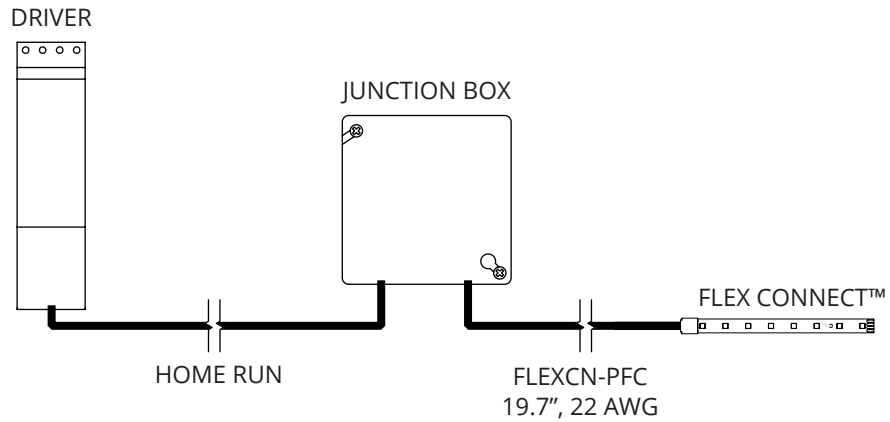 DRIVER
JUNCTION BOX
FLEX CONNECT™
HOME RUN
FLEXCN-PFC
19.7”, 22 AWG